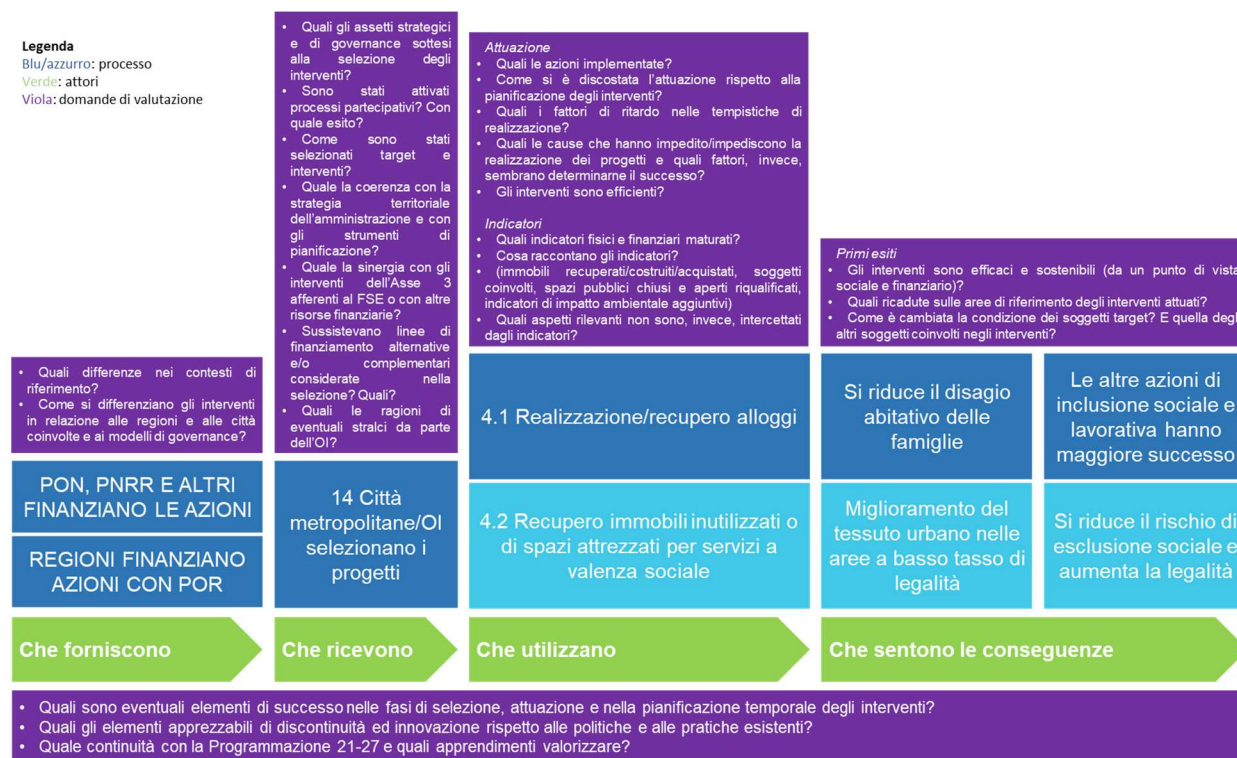 Legenda
Blu/azzurro: processo
Verde: attori
Viola: domande di valutazione
• Quali differenze nei contesti di
riferimento?
• Come si differenziano gli interventi
in relazione alle regioni e alle città
coinvolte e ai modelli di governance?
PON, PNRR E ALTRI
FINANZIANO LE AZIONI
REGIONI FINANZIANO
AZIONI CON POR
Che forniscono
• Quali gli assetti strategici
e di governance sottesi
alla selezione degli
interventi?
• Sono stati attivati
processi partecipativi? Con
quale esito?
• Come sono stati
selezionati target e
interventi?
• Quale la coerenza con la
strategia territoriale
dell'amministrazione e con
gli strumenti di
pianificazione?
• Quale la sinergia con gli
interventi dell'Asse 3
afferenti al FSE o con altre
risorse finanziarie?
• Sussistevano linee di
finanziamento alternative
e/o complementari
considerate nella
selezione? Quali?
• Quali le ragioni di
eventuali stralci da parte
dell'OI?
14 Città
metropolitane/OI
selezionano i
progetti
Che ricevono
Attuazione
• Quali le azioni implementate?
• Come si è discostata l'attuazione rispetto alla
pianificazione degli interventi?
• Quali i fattori di ritardo nelle tempistiche di
realizzazione?
• Quali le cause che hanno impedito/impediscono la
realizzazione dei progetti e quali fattori, invece,
sembrano determinarne il successo?
• Gli interventi sono efficienti?
Indicatori
• Quali indicatori fisici e finanziari maturati?
• Cosa raccontano gli indicatori?
• (immobili recuperati/costruiti/acquistati, soggetti
coinvolti, spazi pubblici chiusi e aperti riqualificati,
indicatori di impatto ambientale aggiuntivi)
• Quali aspetti rilevanti non sono, invece, intercettati
dagli indicatori?
4.1 Realizzazione/recupero alloggi
4.2 Recupero immobili inutilizzati o
di spazi attrezzati per servizi a
valenza sociale
Che utilizzano
Primi esiti
• Gli interventi sono efficaci e sostenibili (da un punto di vista
sociale e finanziario)?
• Quali ricadute sulle aree di riferimento degli interventi attuati?
• Come è cambiata la condizione dei soggetti target? E quella degl
altri soggetti coinvolti negli interventi?
Si riduce il disagio
abitativo delle
famiglie
Le altre azioni di
inclusione sociale e
lavorativa hanno
maggiore successo
Miglioramento del
tessuto urbano nelle
aree a basso tasso di
legalità
Si riduce il rischio di
esclusione sociale e
aumenta la legalità
Che sentono le conseguenze
• Quali sono eventuali elementi di successo nelle fasi di selezione, attuazione e nella pianificazione temporale degli interventi?
• Quali gli elementi apprezzabili di discontinuità ed innovazione rispetto alle politiche e alle pratiche esistenti?
• Quale continuità con la Programmazione 21-27 e quali apprendimenti valorizzare?